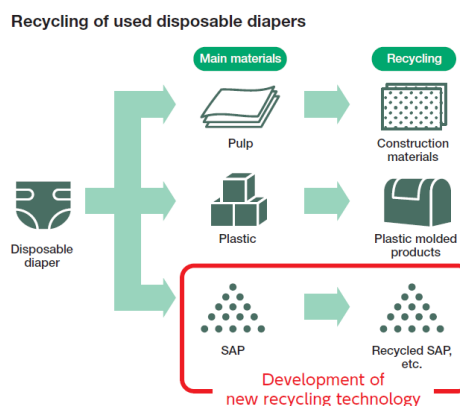 Recycling of used disposable diapers
Main materials
Recycling
Pulp
Construction
materials
Disposable
diaper
Plastic
Plastic molded
products
SAP
Recycled SAP,
etc.
Development of
new recycling technology